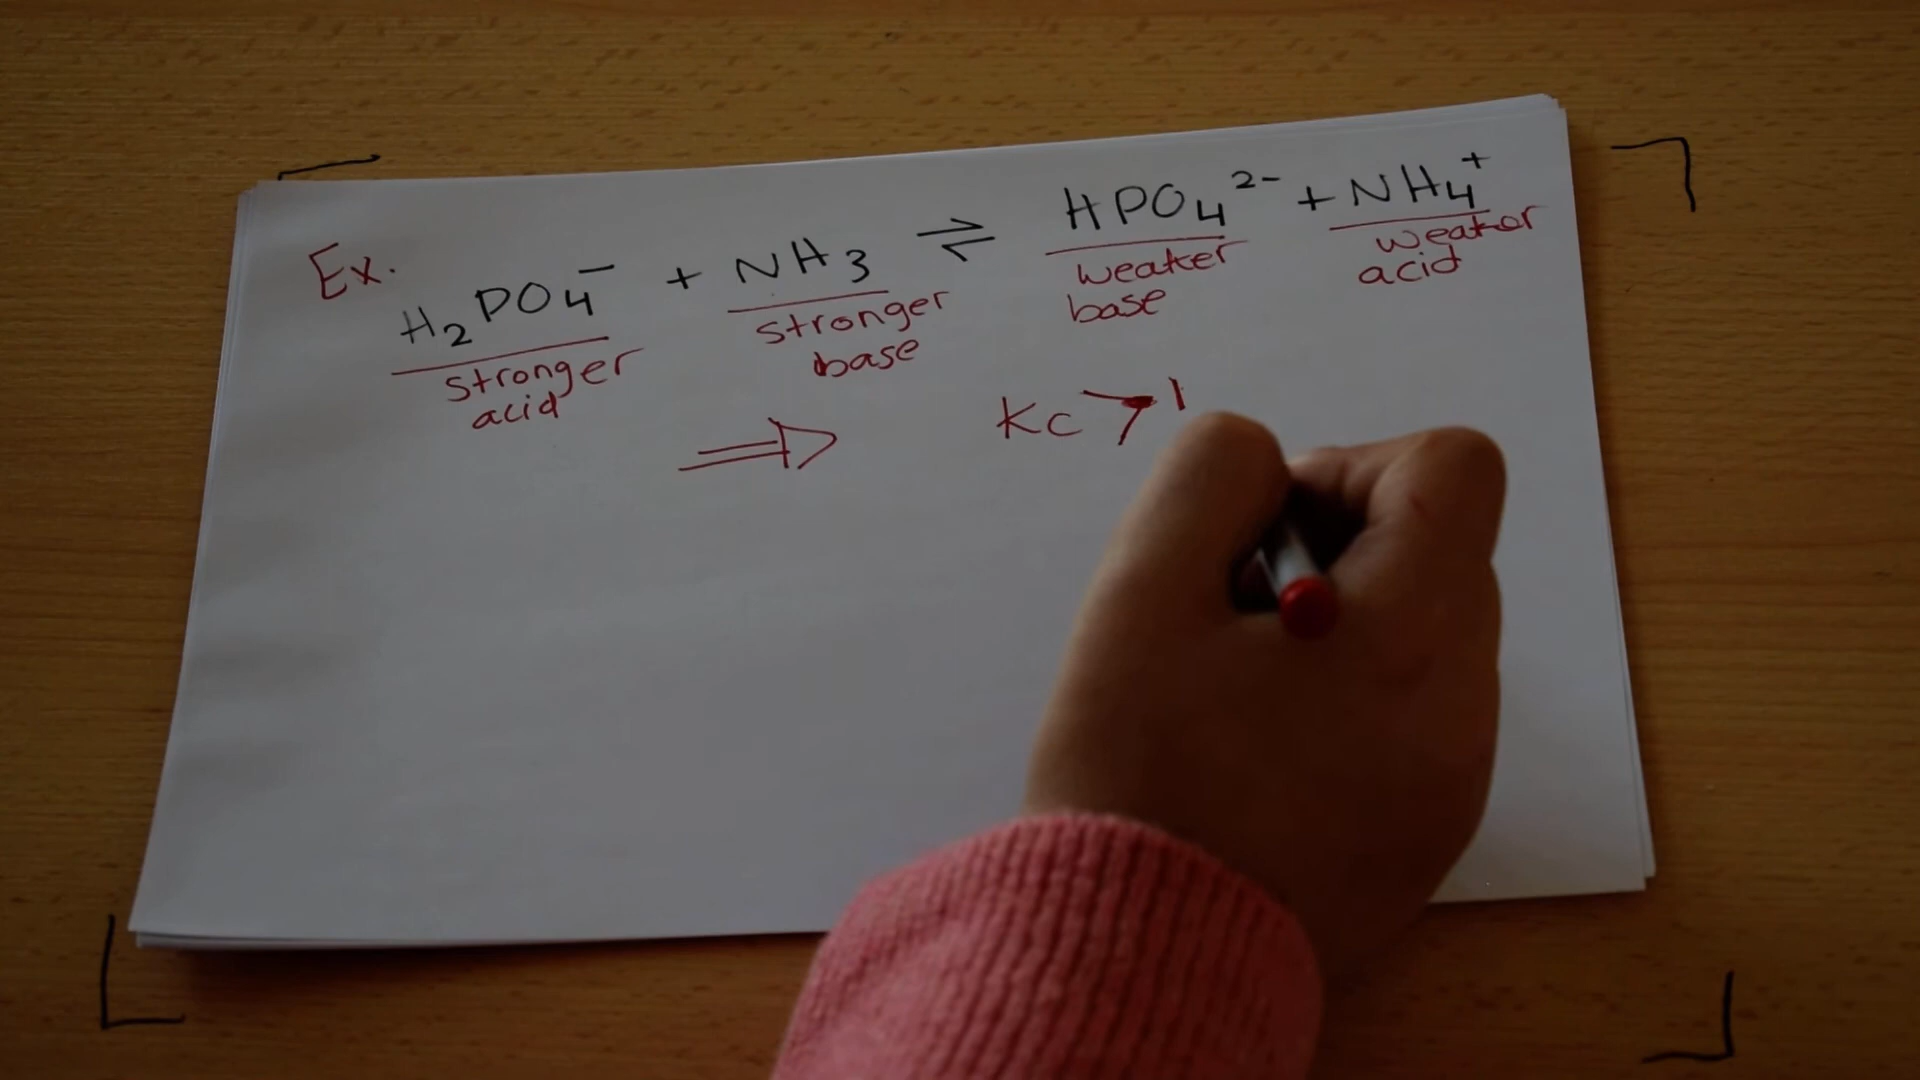 Ex.
H₂PO₄⁻ + NH₃ ⇌ HPO₄²⁻ + NH₄⁺
stronger acid
stronger base
weaker base
weaker acid
⇒ Kc > 1